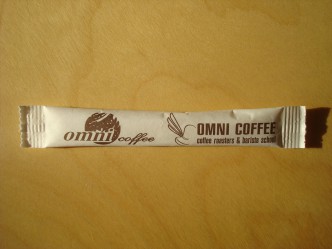 omni coffee
OMNI COFFEE
coffee roasters & barista school